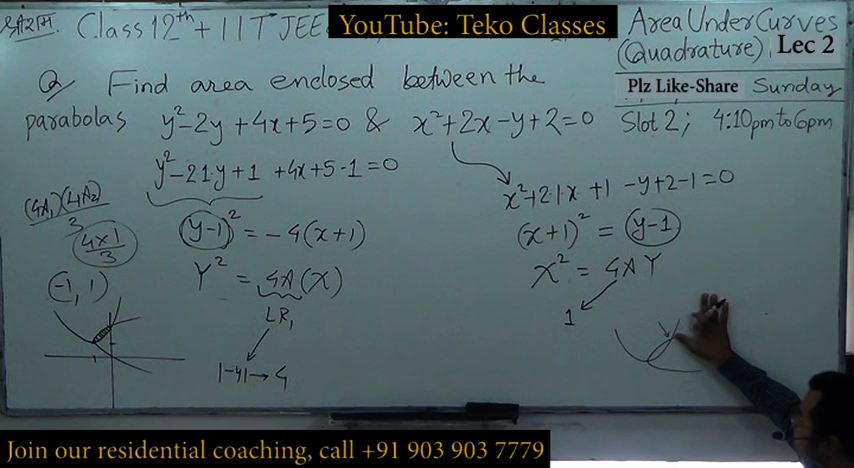 Class 12th + IIT JEE
YouTube: Teko Classes
Area Under Curves
(Quadrature), Lec 2
Plz Like-Share Sunday
Slot 2; 4:10pm to 6pm
Q Find area enclosed between the
parabolas y²-2y+4x+5=0 & x²+2x-y+2=0
y²-2·1·y+1 +4x+5-1=0
(y-1)² = -4(x+1)
Y² = 4A(X)
LR₁
|-4|→4
x²+2·1·x+1-y+2-1=0
(x+1)² = (y-1)
X² = 4A Y
1
(4A₁)(4A₂)/3
4×1/3
(-1, 1)
Join our residential coaching, call +91 903 903 7779